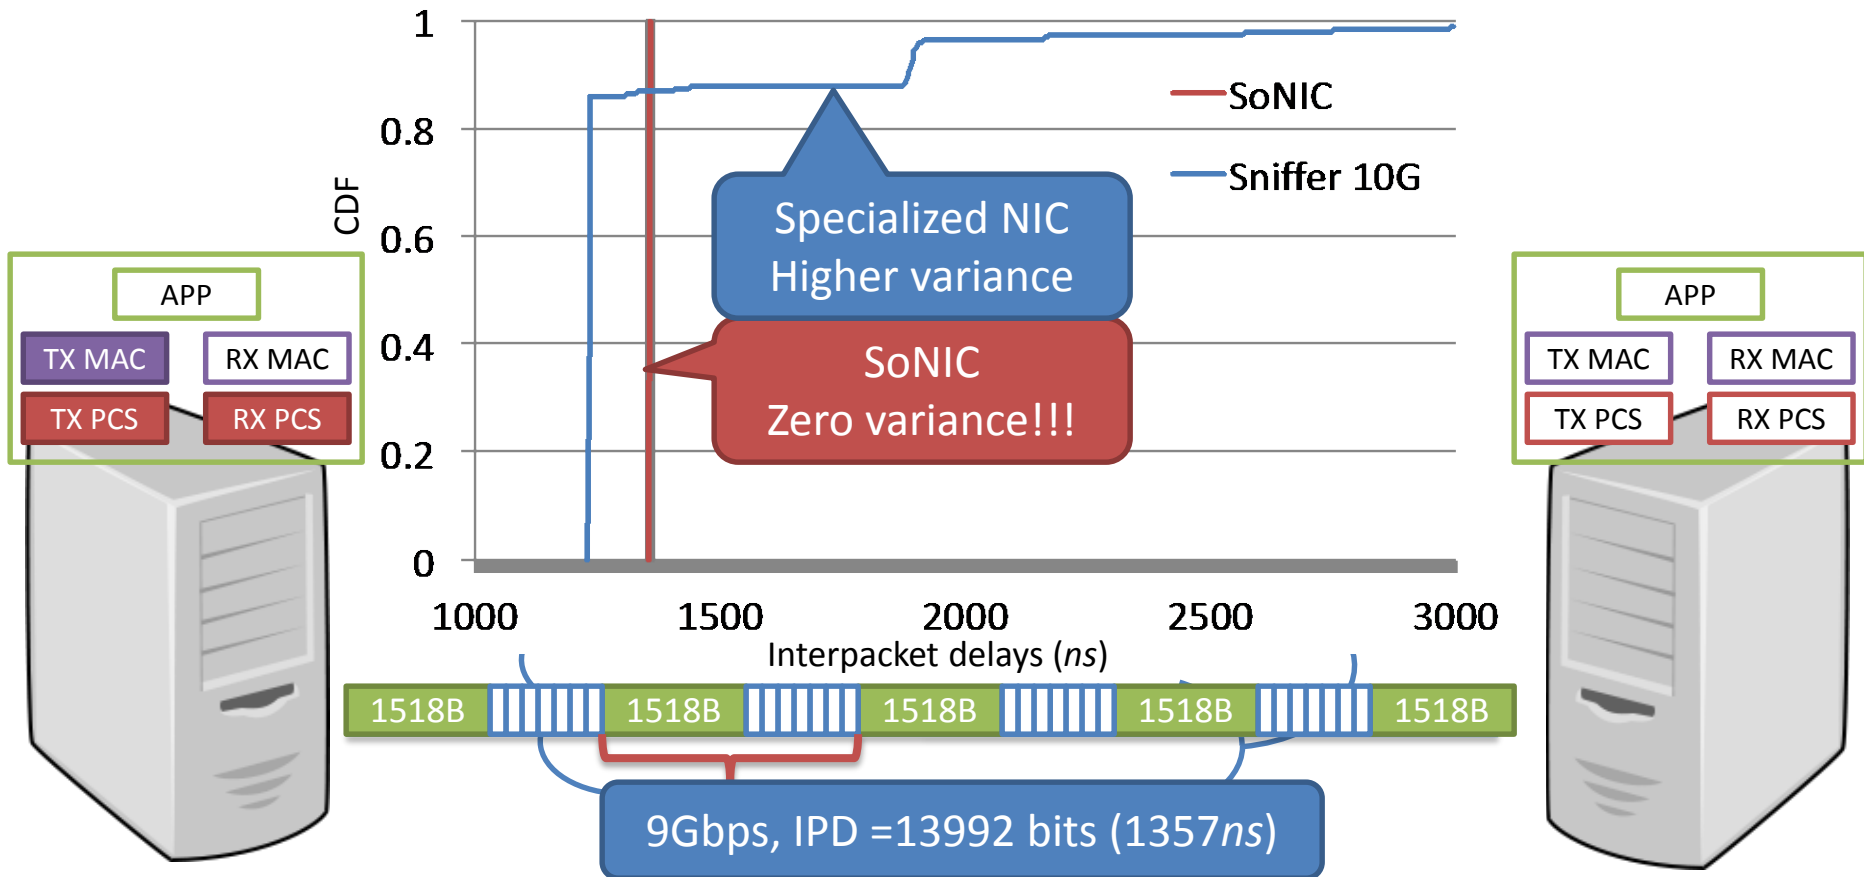 1
0.8
0.6
0.4
0.2
0
CDF
SoNIC
Sniffer 10G
Specialized NIC
Higher variance
SoNIC
Zero variance!!!
1000 1500 2000 2500 3000
Interpacket delays (ns)
APP
TX MAC RX MAC
TX PCS RX PCS
APP
TX MAC RX MAC
TX PCS RX PCS
1518B 1518B 1518B 1518B 1518B
9Gbps, IPD =13992 bits (1357ns)